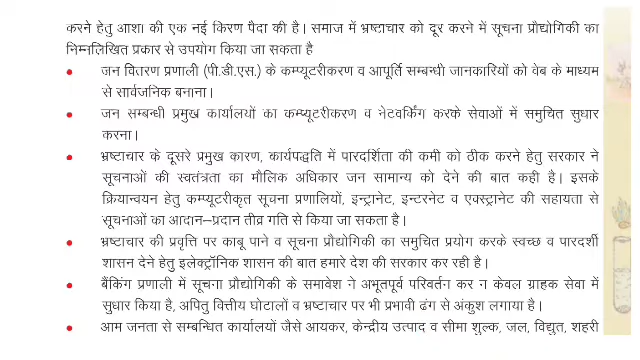 करने हेतु आशा की एक नई किरण पैदा की है। समाज में भ्रष्टाचार को दूर करने में सूचना प्रौद्योगिकी का
निम्नलिखित प्रकार से उपयोग किया जा सकता है
• जन वितरण प्रणाली (पी.डी.एस.) के कम्प्यूटरीकरण व आपूर्ति सम्बन्धी जानकारियों को वेब के माध्यम
से सार्वजनिक बनाना।
• जन सम्बन्धी प्रमुख कार्यालयों का कम्प्यूटरीकरण व नेटवर्किंग करके सेवाओं में समुचित सुधार
करना।
• भ्रष्टाचार के दूसरे प्रमुख कारण, कार्यपद्धति में पारदर्शिता की कमी को ठीक करने हेतु सरकार ने
सूचनाओं की स्वतंत्रता का मौलिक अधिकार जन सामान्य को देने की बात कही है। इसके
क्रियान्वयन हेतु कम्प्यूटरीकृत सूचना प्रणालियों, इन्ट्रानेट, इन्टरनेट व एक्स्ट्रानेट की सहायता से
सूचनाओं का आदान–प्रदान तीव्र गति से किया जा सकता है।
• भ्रष्टाचार की प्रवृत्ति पर काबू पाने व सूचना प्रौद्योगिकी का समुचित प्रयोग करके स्वच्छ व पारदर्शी
शासन देने हेतु इलेक्ट्रॉनिक शासन की बात हमारे देश की सरकार कर रही है।
• बैंकिंग प्रणाली में सूचना प्रौद्योगिकी के समावेश ने अभूतपूर्व परिवर्तन कर न केवल ग्राहक सेवा में
सुधार किया है, अपितु वित्तीय घोटालों व भ्रष्टाचार पर भी प्रभावी ढंग से अंकुश लगाया है।
• आम जनता से सम्बन्धित कार्यालयों जैसे आयकर, केन्द्रीय उत्पाद व सीमा शुल्क, जल, विद्युत, शहरी